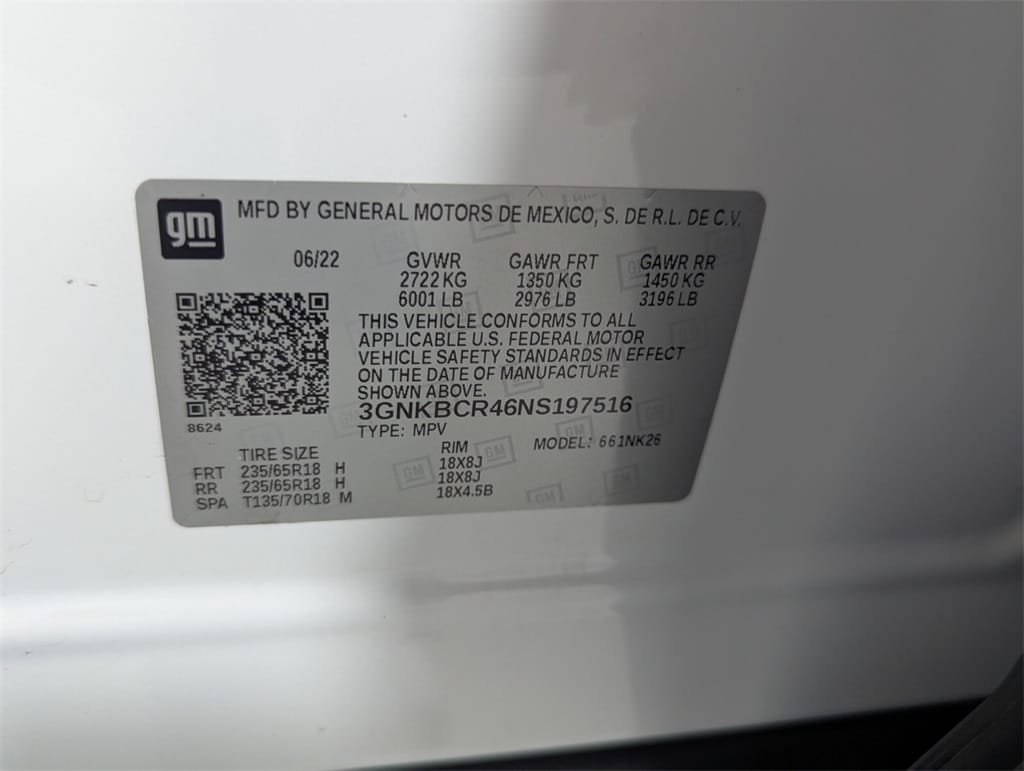 gm
MFD BY GENERAL MOTORS DE MEXICO, S. DE R.L. DE C.V.
06/22 GVWR GAWR FRT GAWR RR
2722 KG 1350 KG 1450 KG
6001 LB 2976 LB 3196 LB
THIS VEHICLE CONFORMS TO ALL
APPLICABLE U.S. FEDERAL MOTOR
VEHICLE SAFETY STANDARDS IN EFFECT
ON THE DATE OF MANUFACTURE
SHOWN ABOVE.
3GNKBCR46NS197516
8624
TYPE: MPV MODEL: 661NK26
TIRE SIZE RIM
FRT 235/65R18 H 18X8J
RR 235/65R18 H 18X8J
SPA T135/70R18 M 18X4.5B